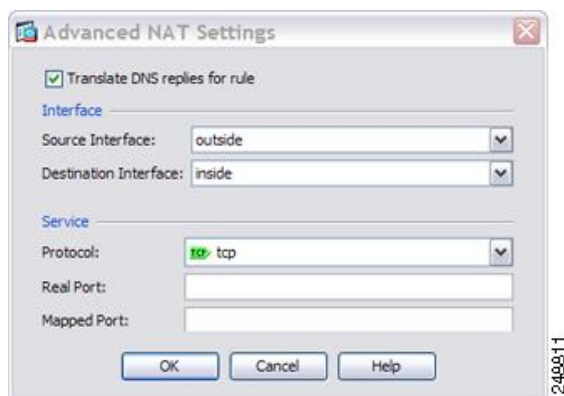 Advanced NAT Settings
Translate DNS replies for rule
Interface
Source Interface: outside
Destination Interface: inside
Service
Protocol: TCP tcp
Real Port:
Mapped Port:
OK Cancel Help
248811